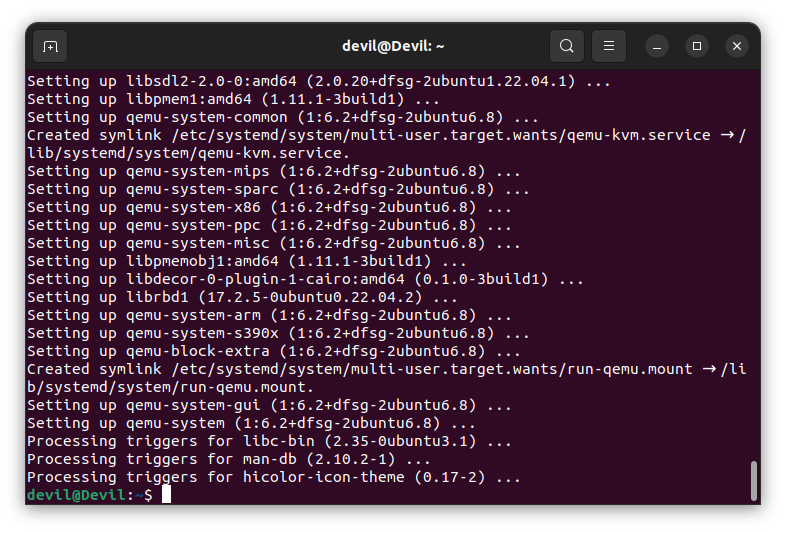 devil@Devil: ~
Setting up libsdl2-2.0-0:amd64 (2.0.20+dfsg-2ubuntu1.22.04.1) ...
Setting up libpmem1:amd64 (1.11.1-3build1) ...
Setting up qemu-system-common (1:6.2+dfsg-2ubuntu6.8) ...
Created symlink /etc/systemd/system/multi-user.target.wants/qemu-kvm.service → /
lib/systemd/system/qemu-kvm.service.
Setting up qemu-system-mips (1:6.2+dfsg-2ubuntu6.8) ...
Setting up qemu-system-sparc (1:6.2+dfsg-2ubuntu6.8) ...
Setting up qemu-system-x86 (1:6.2+dfsg-2ubuntu6.8) ...
Setting up qemu-system-ppc (1:6.2+dfsg-2ubuntu6.8) ...
Setting up qemu-system-misc (1:6.2+dfsg-2ubuntu6.8) ...
Setting up libpmemobj1:amd64 (1.11.1-3build1) ...
Setting up libdecor-0-plugin-1-cairo:amd64 (0.1.0-3build1) ...
Setting up librbd1 (17.2.5-0ubuntu0.22.04.2) ...
Setting up qemu-system-arm (1:6.2+dfsg-2ubuntu6.8) ...
Setting up qemu-system-s390x (1:6.2+dfsg-2ubuntu6.8) ...
Setting up qemu-block-extra (1:6.2+dfsg-2ubuntu6.8) ...
Created symlink /etc/systemd/system/multi-user.target.wants/run-qemu.mount → /li
b/systemd/system/run-qemu.mount.
Setting up qemu-system-gui (1:6.2+dfsg-2ubuntu6.8) ...
Setting up qemu-system (1:6.2+dfsg-2ubuntu6.8) ...
Processing triggers for libc-bin (2.35-0ubuntu3.1) ...
Processing triggers for man-db (2.10.2-1) ...
Processing triggers for hicolor-icon-theme (0.17-2) ...
devil@Devil:~$